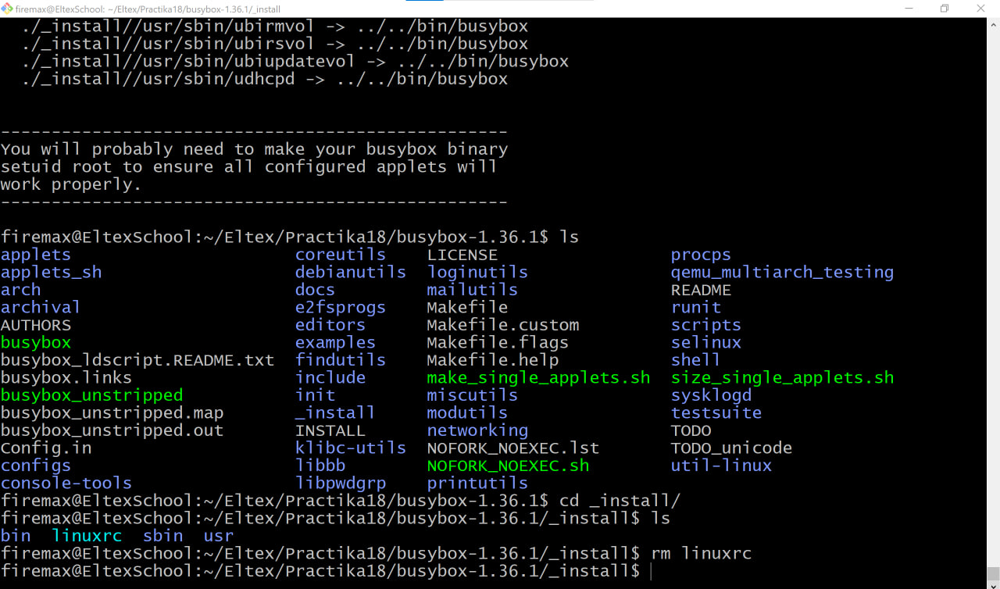 firemax@EltexSchool: ~/Eltex/Practika18/busybox-1.36.1/_install
./_install//usr/sbin/ubirmvol -> ../../bin/busybox
./_install//usr/sbin/ubirsvol -> ../../bin/busybox
./_install//usr/sbin/ubiupdatevol -> ../../bin/busybox
./_install//usr/sbin/udhcpd -> ../../bin/busybox
--------------------------------------------------
You will probably need to make your busybox binary
setuid root to ensure all configured applets will
work properly.
--------------------------------------------------
firemax@EltexSchool:~/Eltex/Practika18/busybox-1.36.1$ ls
applets coreutils LICENSE procps
applets_sh debianutils loginutils qemu_multiarch_testing
arch docs mailutils README
archival e2fsprogs Makefile runit
AUTHORS editors Makefile.custom scripts
busybox examples Makefile.flags selinux
busybox_ldscript.README.txt findutils Makefile.help shell
busybox.links include make_single_applets.sh size_single_applets.sh
busybox_unstripped init miscutils sysklogd
busybox_unstripped.map _install modutils testsuite
busybox_unstripped.out INSTALL networking TODO
Config.in klibc-utils NOFORK_NOEXEC.lst TODO_unicode
configs libbb NOFORK_NOEXEC.sh util-linux
console-tools libpwdgrp printutils
firemax@EltexSchool:~/Eltex/Practika18/busybox-1.36.1$ cd _install/
firemax@EltexSchool:~/Eltex/Practika18/busybox-1.36.1/_install$ ls
bin linuxrc sbin usr
firemax@EltexSchool:~/Eltex/Practika18/busybox-1.36.1/_install$ rm linuxrc
firemax@EltexSchool:~/Eltex/Practika18/busybox-1.36.1/_install$